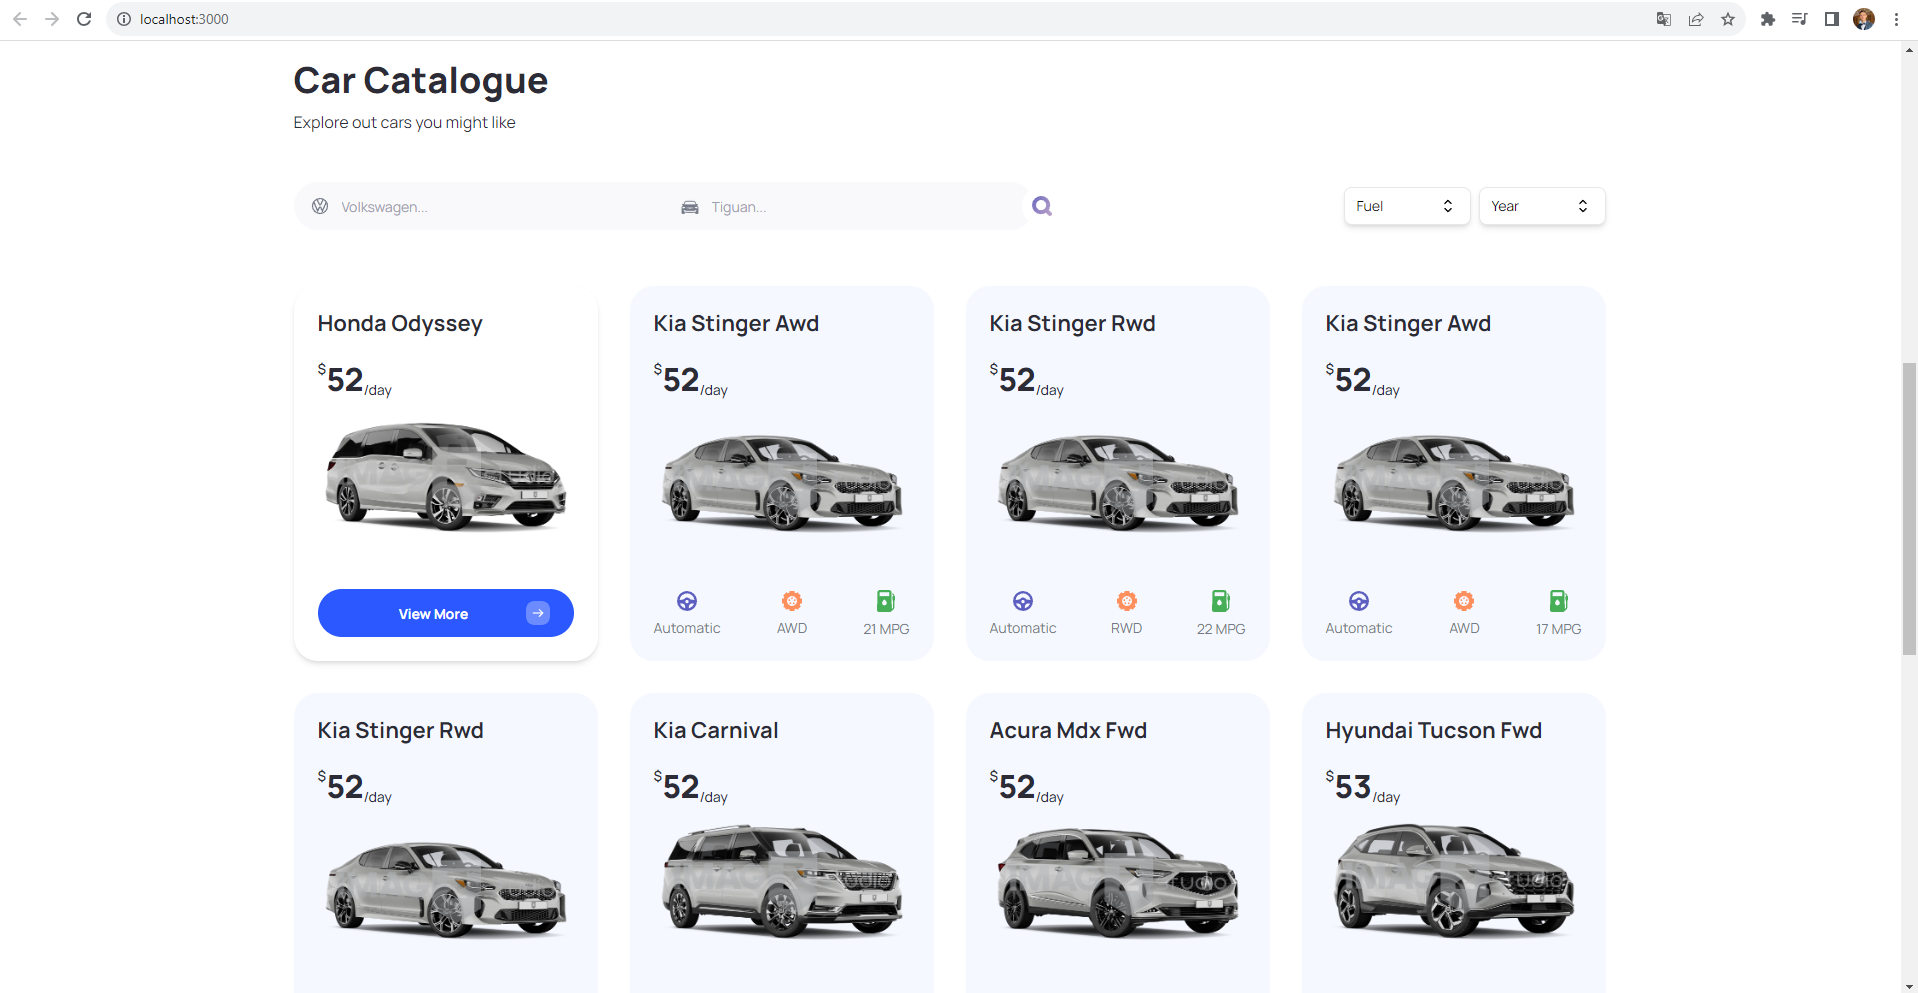 localhost:3000
Car Catalogue
Explore out cars you might like
Volkswagen...
Tiguan...
Fuel
Year
Honda Odyssey
$52/day
View More
Kia Stinger Awd
$52/day
Automatic
AWD
21 MPG
Kia Stinger Rwd
$52/day
Automatic
RWD
22 MPG
Kia Stinger Awd
$52/day
Automatic
AWD
17 MPG
Kia Stinger Rwd
$52/day
Kia Carnival
$52/day
Acura Mdx Fwd
$52/day
Hyundai Tucson Fwd
$53/day